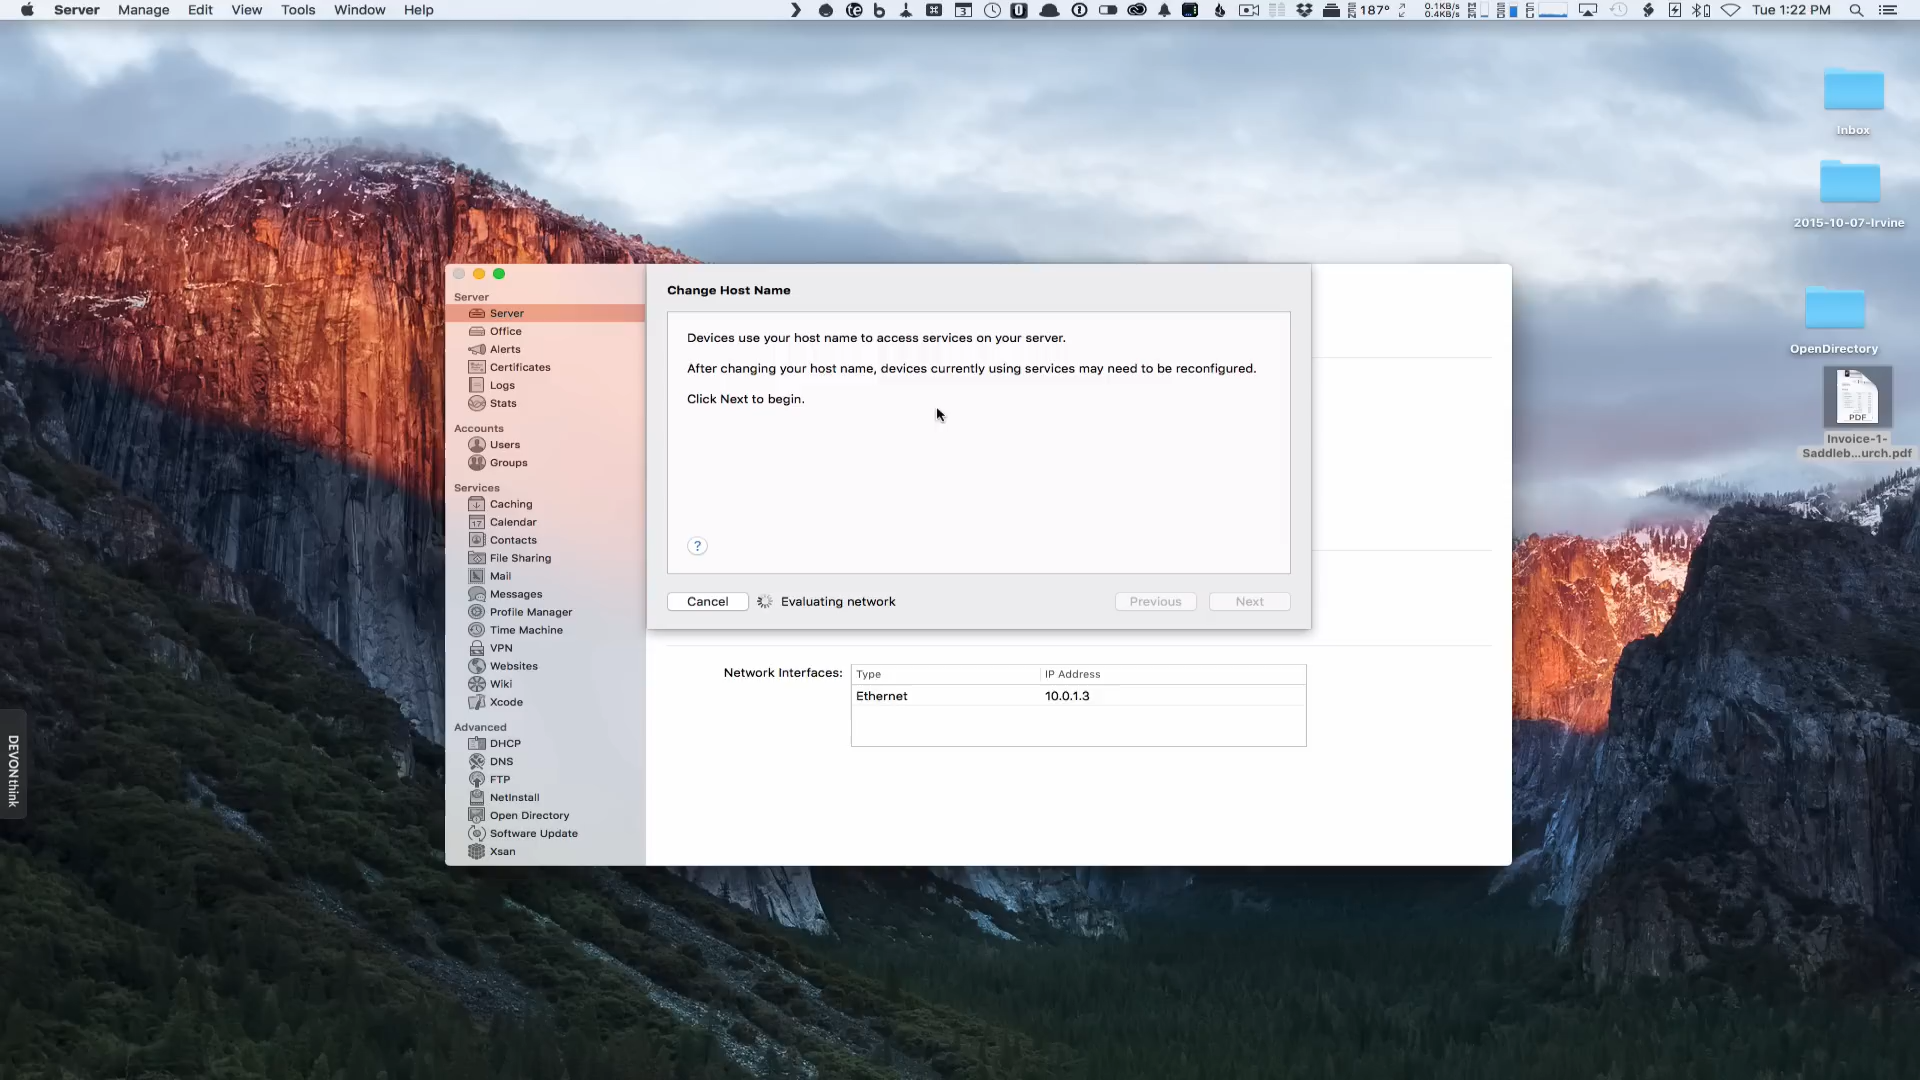 Server Manage Edit View Tools Window Help
187° 0.1KB/s 0.4KB/s Tue 1:22 PM
Inbox
2015-10-07-Irvine
OpenDirectory
PDF
Invoice-1-
Saddleb...urch.pdf
DEVONthink
Server
Server
Office
Alerts
Certificates
Logs
Stats
Accounts
Users
Groups
Services
Caching
17 Calendar
Contacts
File Sharing
Mail
Messages
Profile Manager
Time Machine
VPN
Websites
Wiki
Xcode
Advanced
DHCP
DNS
FTP
NetInstall
Open Directory
Software Update
Xsan
Change Host Name
Devices use your host name to access services on your server.
After changing your host name, devices currently using services may need to be reconfigured.
Click Next to begin.
?
Cancel Evaluating network Previous Next
Network Interfaces: Type IP Address
Ethernet 10.0.1.3